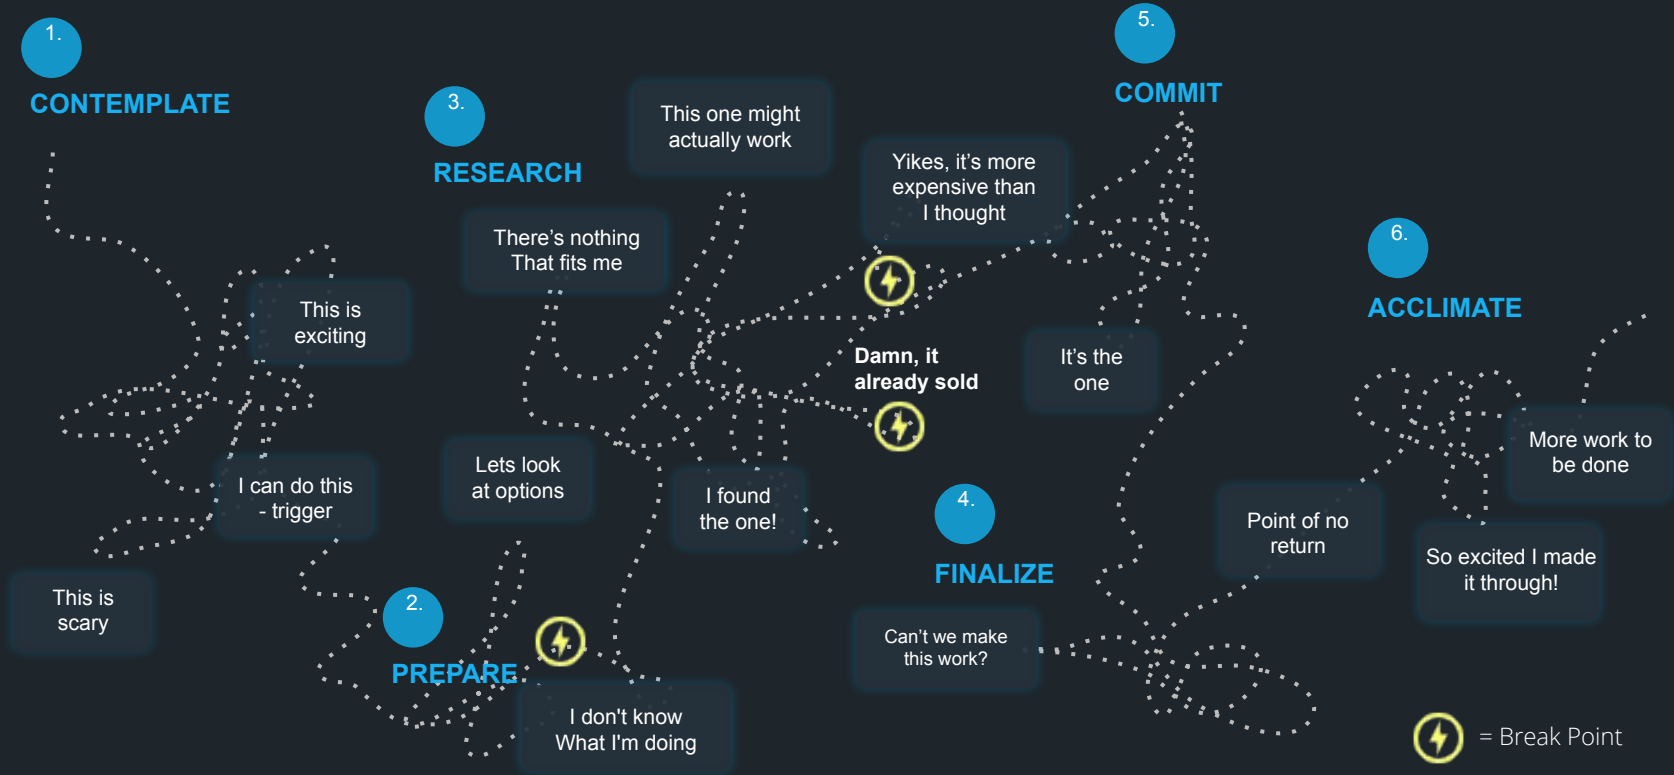 1.
CONTEMPLATE
This is
exciting
I can do this
- trigger
This is
scary
2.
PREPARE
Lets look
at options
I don't know
What I'm doing
3.
RESEARCH
There’s nothing
That fits me
This one might
actually work
Yikes, it’s more
expensive than
I thought
Damn, it
already sold
I found
the one!
4.
FINALIZE
Can’t we make
this work?
5.
COMMIT
It’s the
one
6.
ACCLIMATE
Point of no
return
So excited I made
it through!
More work to
be done
= Break Point